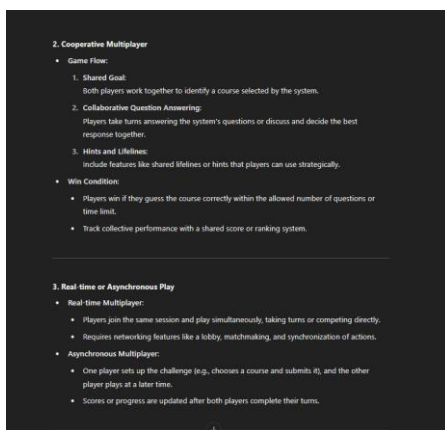 2. Cooperative Multiplayer
• Game Flow:
1. Shared Goal:
Both players work together to identify a course selected by the system.
2. Collaborative Question Answering:
Players take turns answering the system's questions or discuss and decide the best
response together.
3. Hints and Lifelines:
Include features like shared lifelines or hints that players can use strategically.
• Win Condition:
• Players win if they guess the course correctly within the allowed number of questions or
time limit.
• Track collective performance with a shared score or ranking system.
3. Real-time or Asynchronous Play
• Real-time Multiplayer:
• Players join the same session and play simultaneously, taking turns or competing directly.
• Requires networking features like a lobby, matchmaking, and synchronization of actions.
• Asynchronous Multiplayer:
• One player sets up the challenge (e.g., chooses a course and submits it), and the other
player plays at a later time.
• Scores or progress are updated after both players complete their turns.